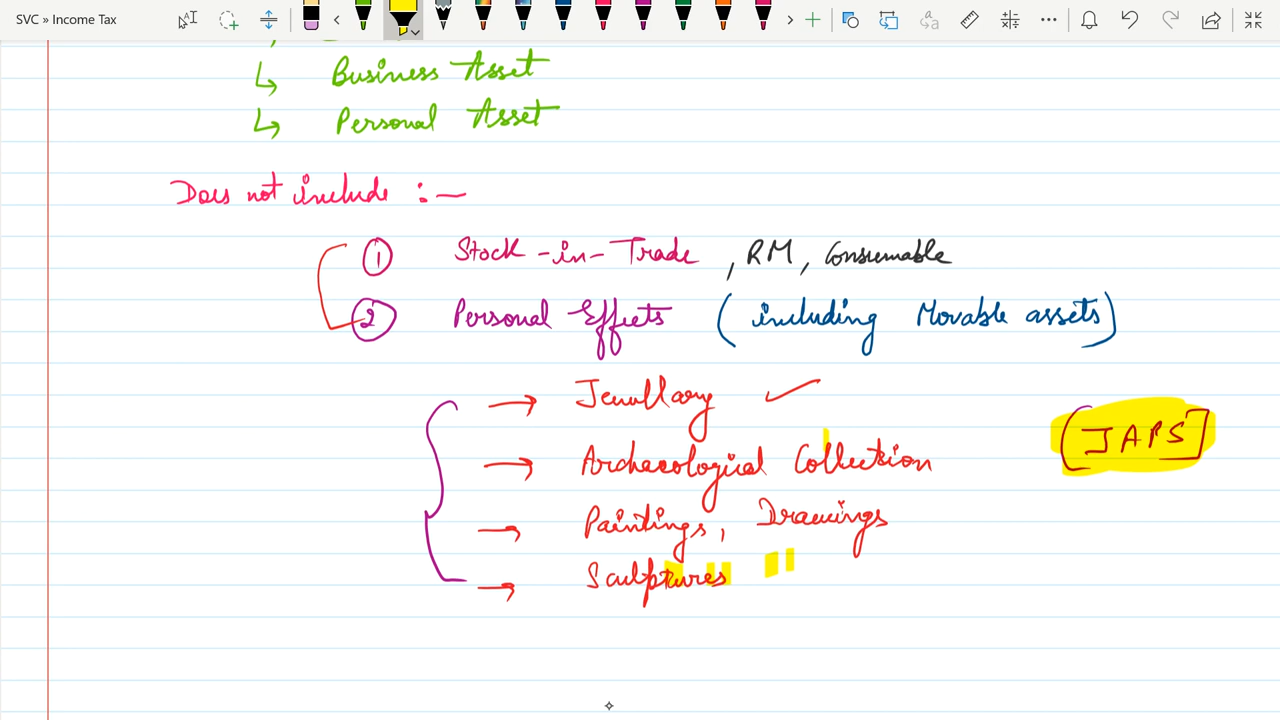 SVC » Income Tax
↳ Business Asset
↳ Personal Asset
Does not include :—
① Stock-in-Trade, RM, Consumable
② Personal Effects (including Movable assets)
→ Jewellary ✓
→ Archaeological Collection
[JAPS]
→ Paintings, Drawings
→ Sculptures